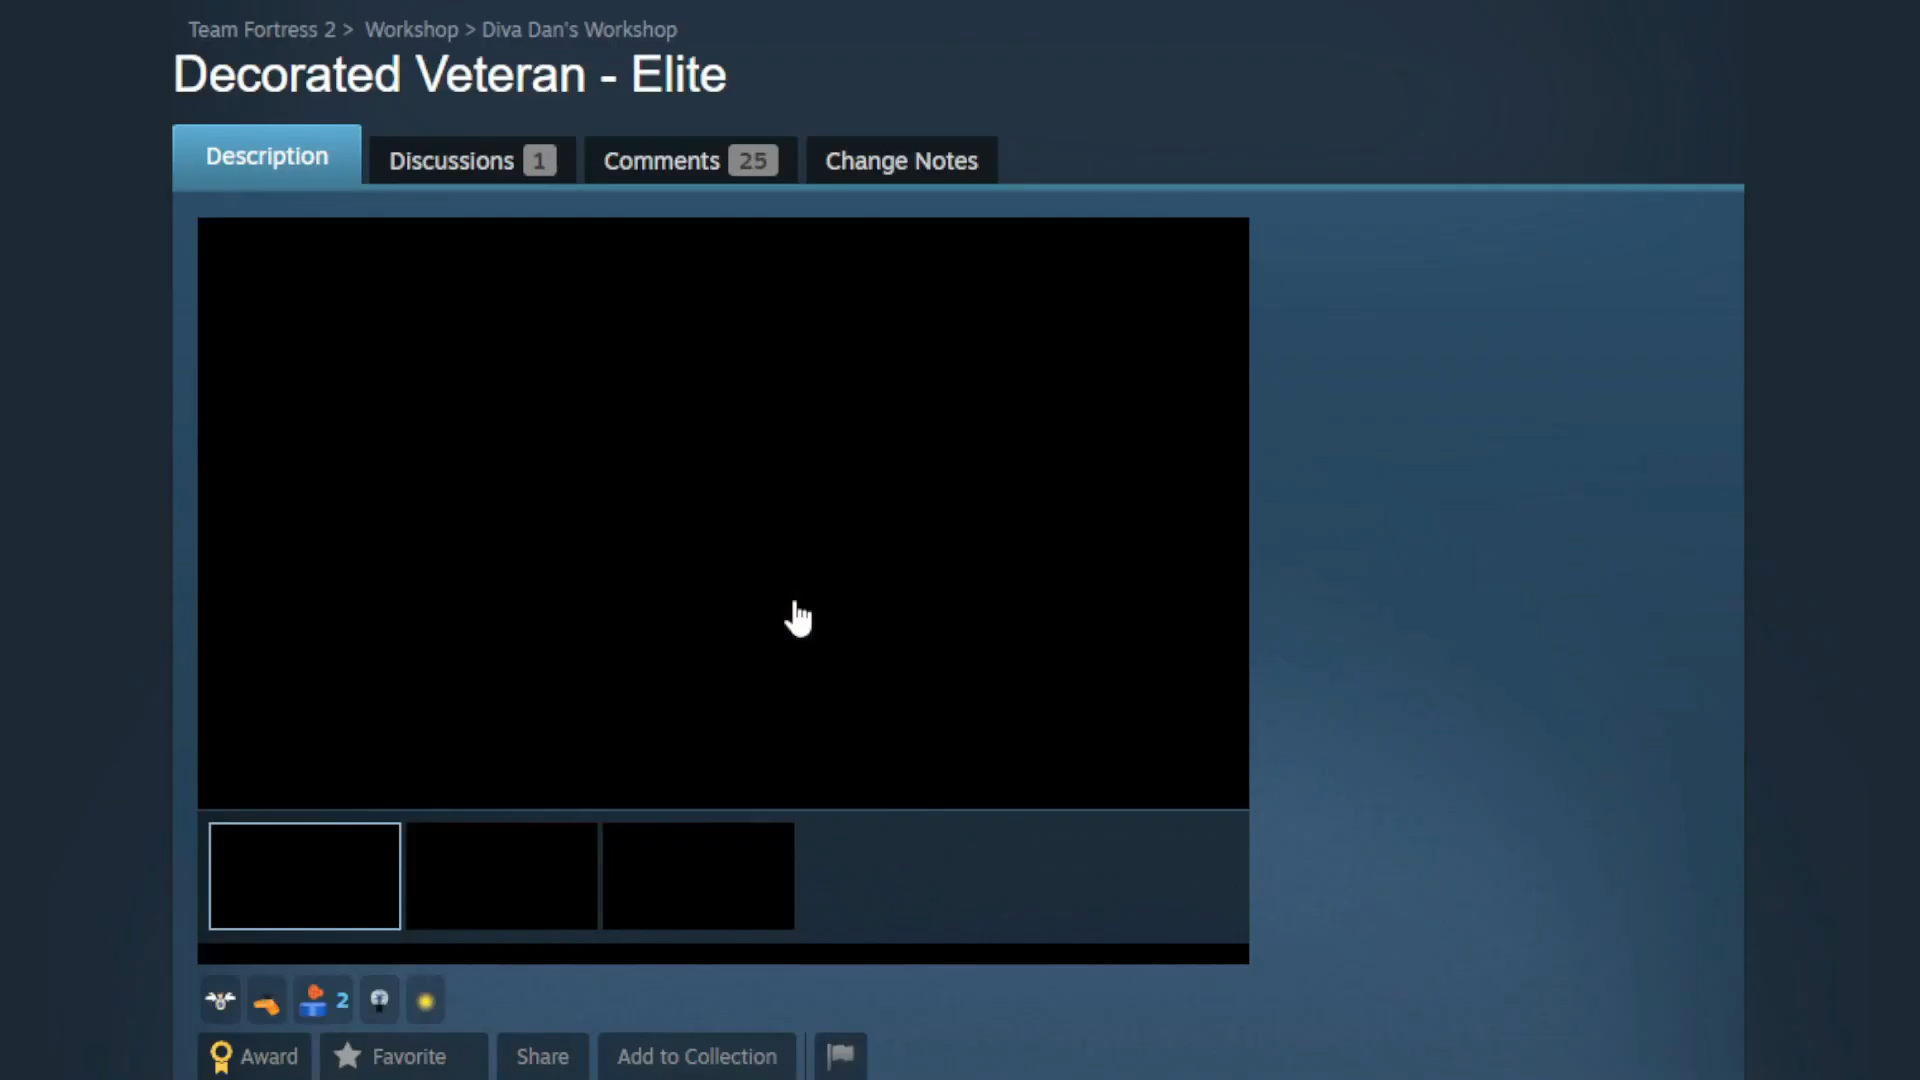 Team Fortress 2 > Workshop > Diva Dan's Workshop
Decorated Veteran - Elite
Description
Discussions 1
Comments 25
Change Notes
2
Award
Favorite
Share
Add to Collection